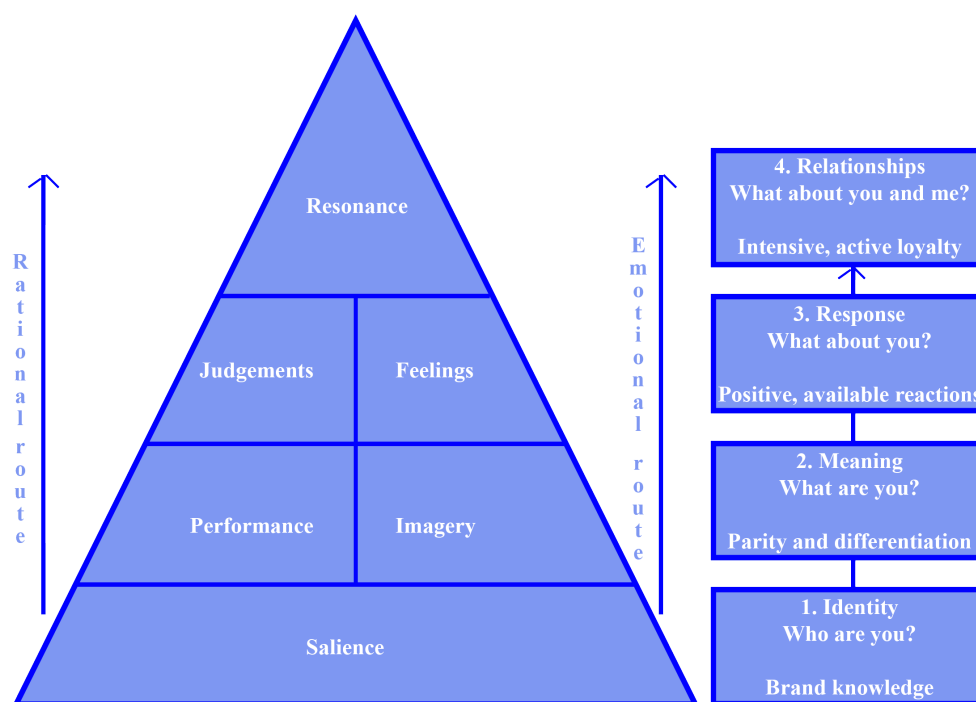 Resonance
Judgements
Feelings
Performance
Imagery
Salience
Rational route
Emotional route
4. Relationships
What about you and me?
Intensive, active loyalty
3. Response
What about you?
Positive, available reactions
2. Meaning
What are you?
Parity and differentiation
1. Identity
Who are you?
Brand knowledge